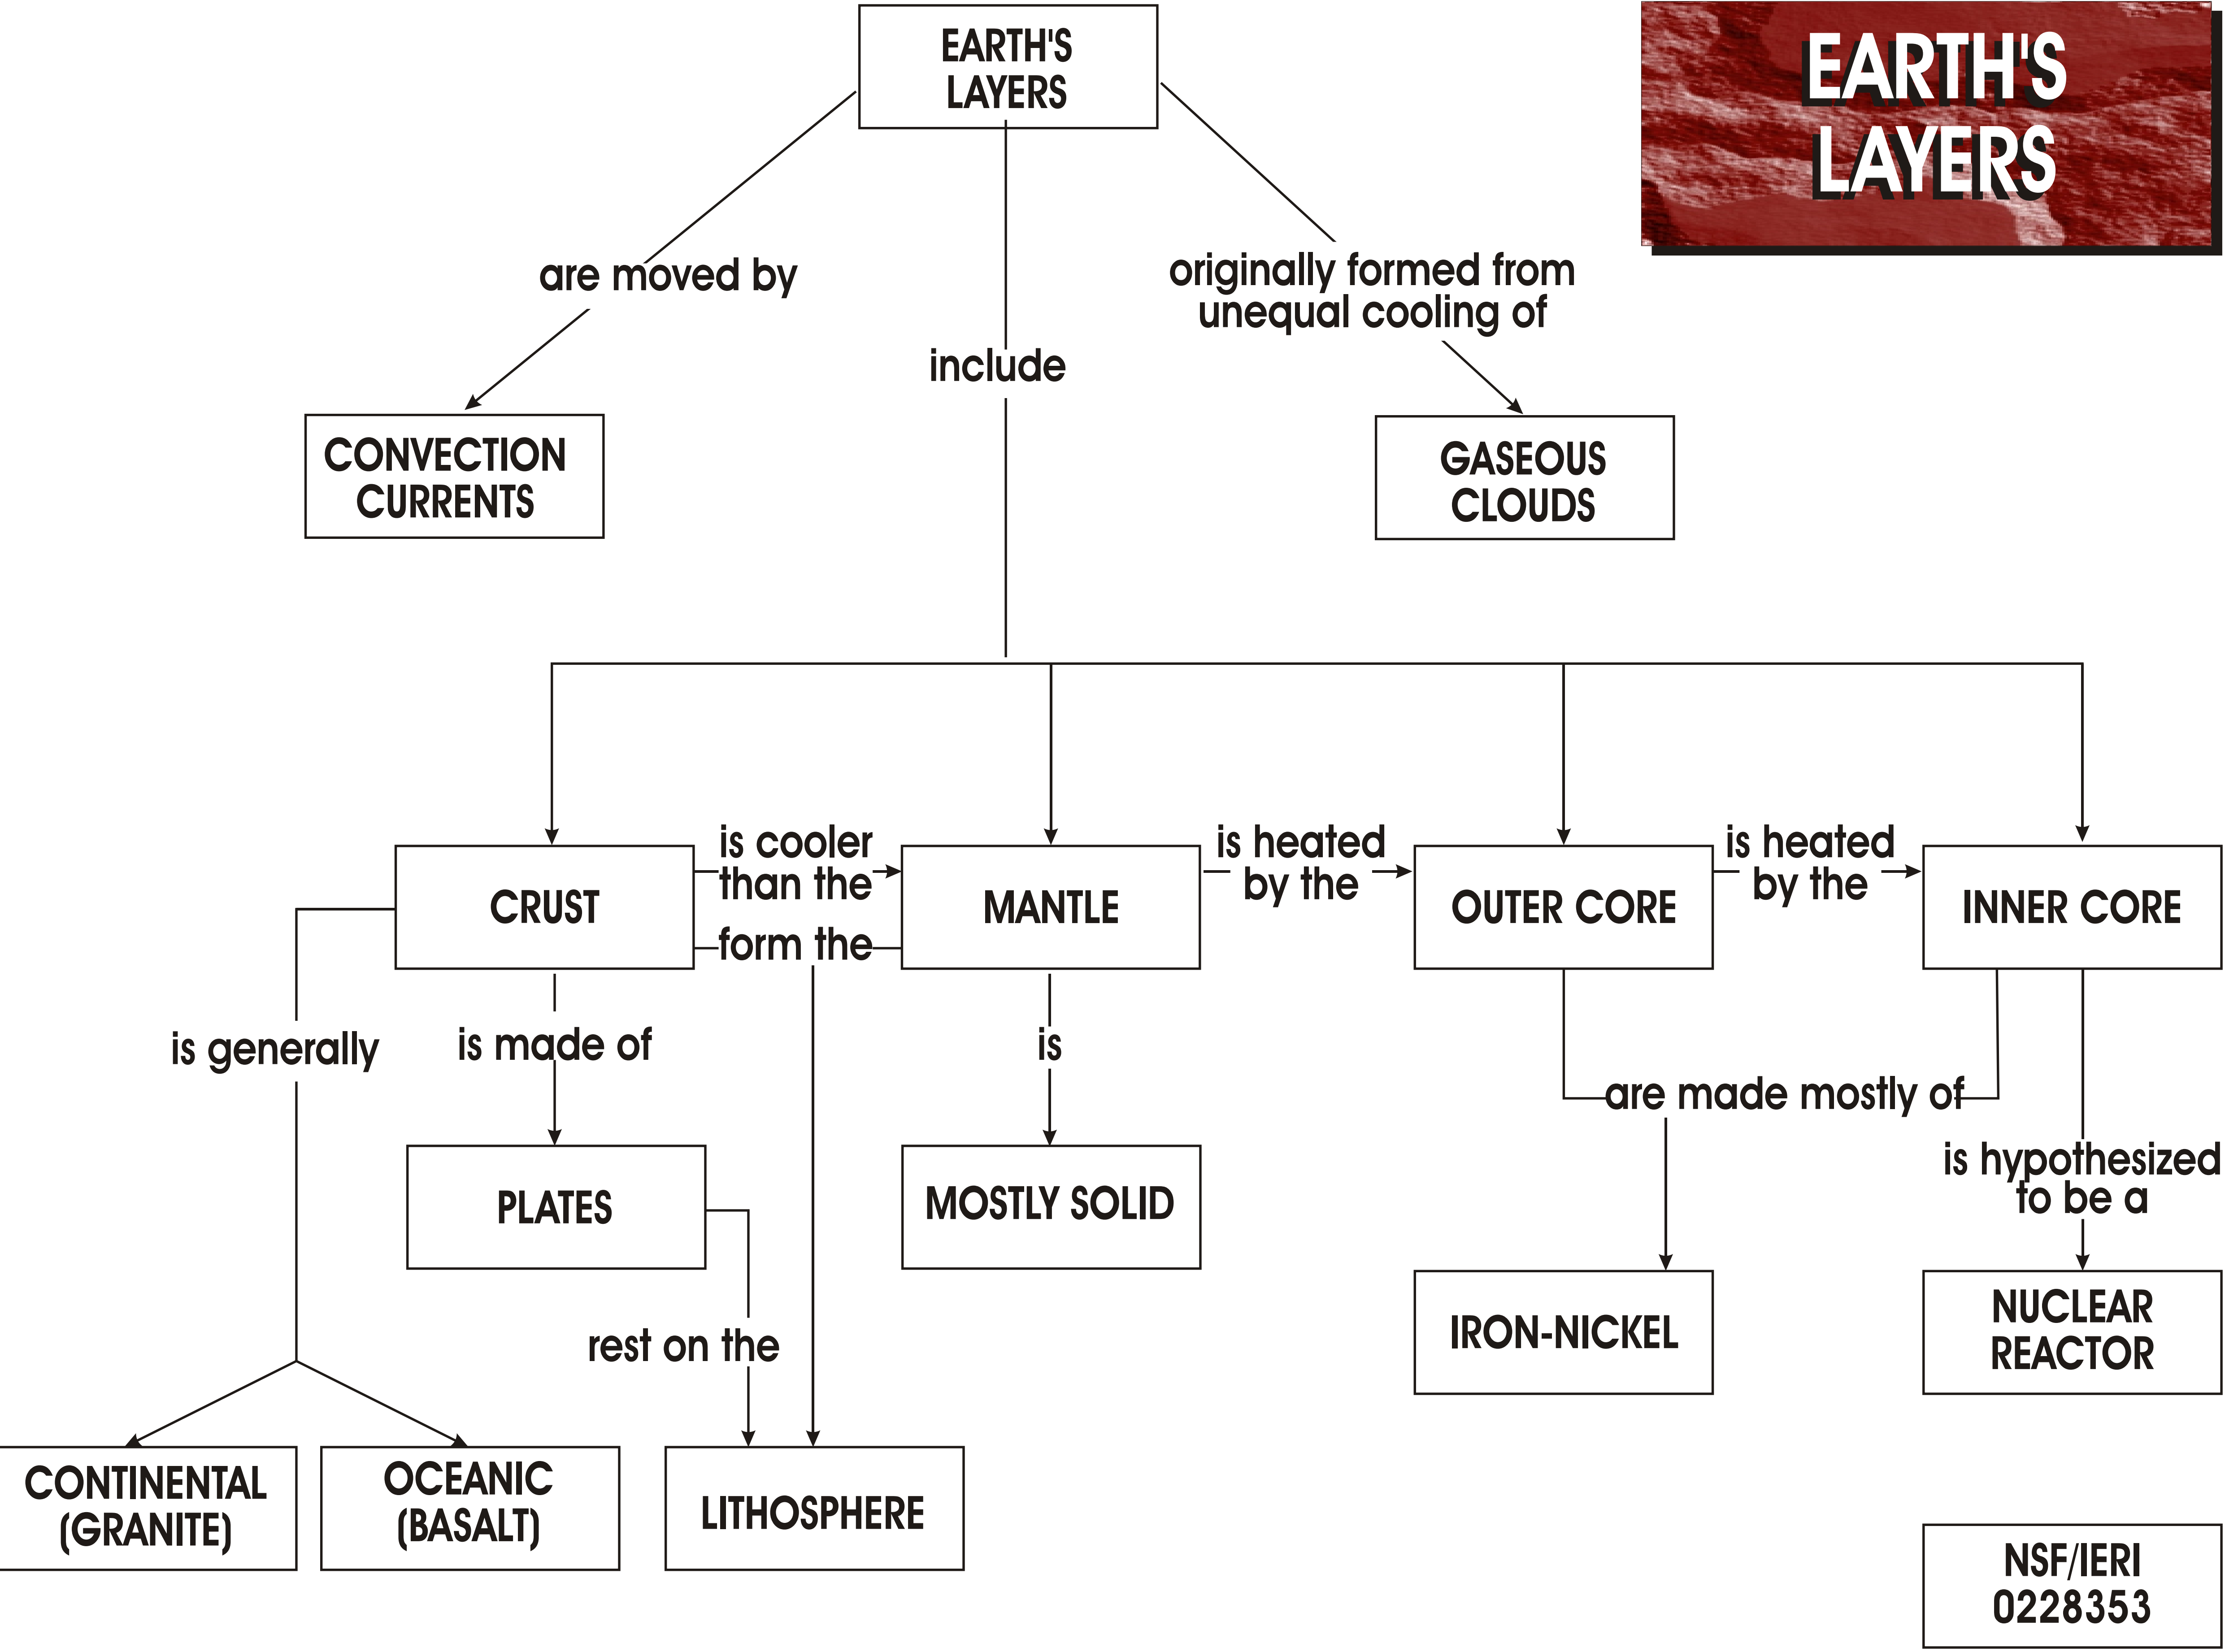 EARTH'S
LAYERS
EARTH'S
LAYERS
are moved by
originally formed from
unequal cooling of
include
CONVECTION
CURRENTS
GASEOUS
CLOUDS
is cooler
than the
is heated
by the
is heated
by the
CRUST
form the
MANTLE
OUTER CORE
INNER CORE
is generally
is made of
is
are made mostly of
is hypothesized
to be a
PLATES
MOSTLY SOLID
rest on the
IRON-NICKEL
NUCLEAR
REACTOR
CONTINENTAL
(GRANITE)
OCEANIC
(BASALT)
LITHOSPHERE
NSF/IERI
0228353